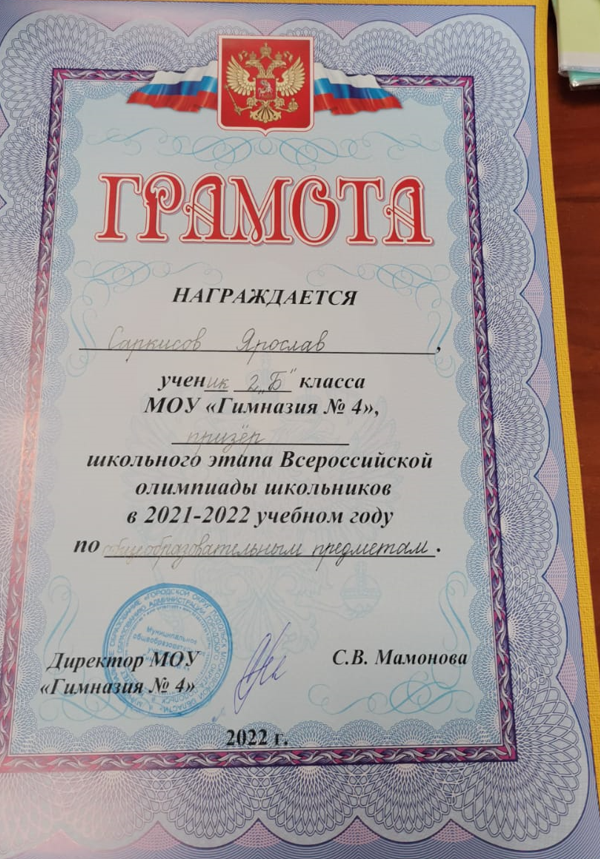 ГРАМОТА
НАГРАЖДАЕТСЯ
Саркисов Ярослав,
ученик 2„Б" класса
МОУ «Гимназия № 4»,
призёр
школьного этапа Всероссийской
олимпиады школьников
в 2021-2022 учебном году
по общеобразовательным предметам.
Муниципальное
Директор МОУ
«Гимназия № 4»
С.В. Мамонова
2022 г.